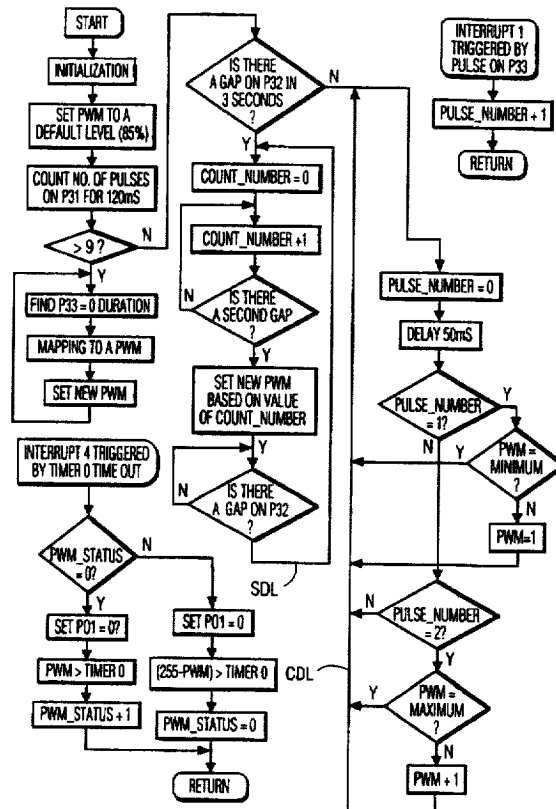 START
INITIALIZATION
SET PWM TO A
DEFAULT LEVEL (85%)
COUNT NO. OF PULSES
ON P31 FOR 120mS
> 9 ?
N
Y
FIND P33 = 0 DURATION
MAPPING TO A PWM
SET NEW PWM
INTERRUPT 4 TRIGGERED
BY TIMER 0 TIME OUT
PWM_STATUS
= 0?
N
Y
SET P01 = 0?
PWM > TIMER 0
PWM_STATUS + 1
SET P01 = 0
(255-PWM) > TIMER 0
PWM_STATUS = 0
RETURN
IS THERE
A GAP ON P32 IN
3 SECONDS
?
N
Y
COUNT_NUMBER = 0
COUNT_NUMBER +1
IS THERE
A SECOND GAP
?
N
Y
SET NEW PWM
BASED ON VALUE
OF COUNT_NUMBER
Y
IS THERE
A GAP ON P32
?
N
SDL
CDL
INTERRUPT 1
TRIGGERED BY
PULSE ON P33
PULSE_NUMBER + 1
RETURN
PULSE_NUMBER = 0
DELAY 50mS
PULSE_NUMBER
= 1?
Y
N
PWM =
MINIMUM
?
Y
N
PWM=1
PULSE_NUMBER
= 2?
N
Y
PWM =
MAXIMUM
?
Y
N
PWM + 1